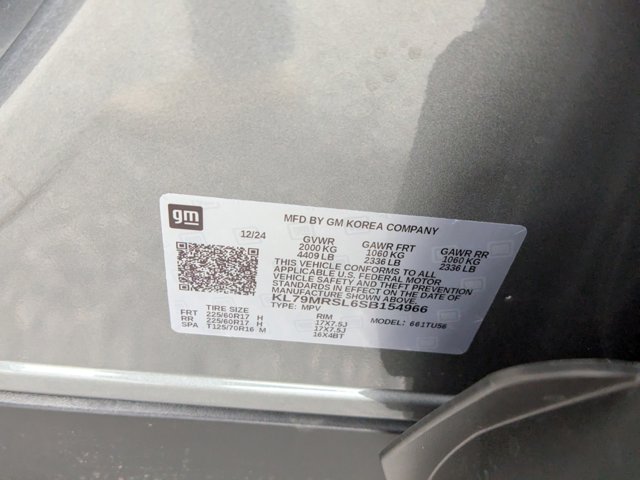 gm
MFD BY GM KOREA COMPANY
12/24 GVWR GAWR FRT GAWR RR
2000 KG 1060 KG 1060 KG
4409 LB 2336 LB 2336 LB
THIS VEHICLE CONFORMS TO ALL
APPLICABLE U.S. FEDERAL MOTOR
VEHICLE SAFETY AND THEFT PREVENTION
STANDARDS IN EFFECT ON THE DATE OF
MANUFACTURE SHOWN ABOVE.
KL79MRSL6SB154966
TYPE: MPV
TIRE SIZE RIM MODEL: 661TU56
FRT 225/60R17 H 17X7.5J
RR 225/60R17 H 17X7.5J
SPA T125/70R16 M 16X4BT